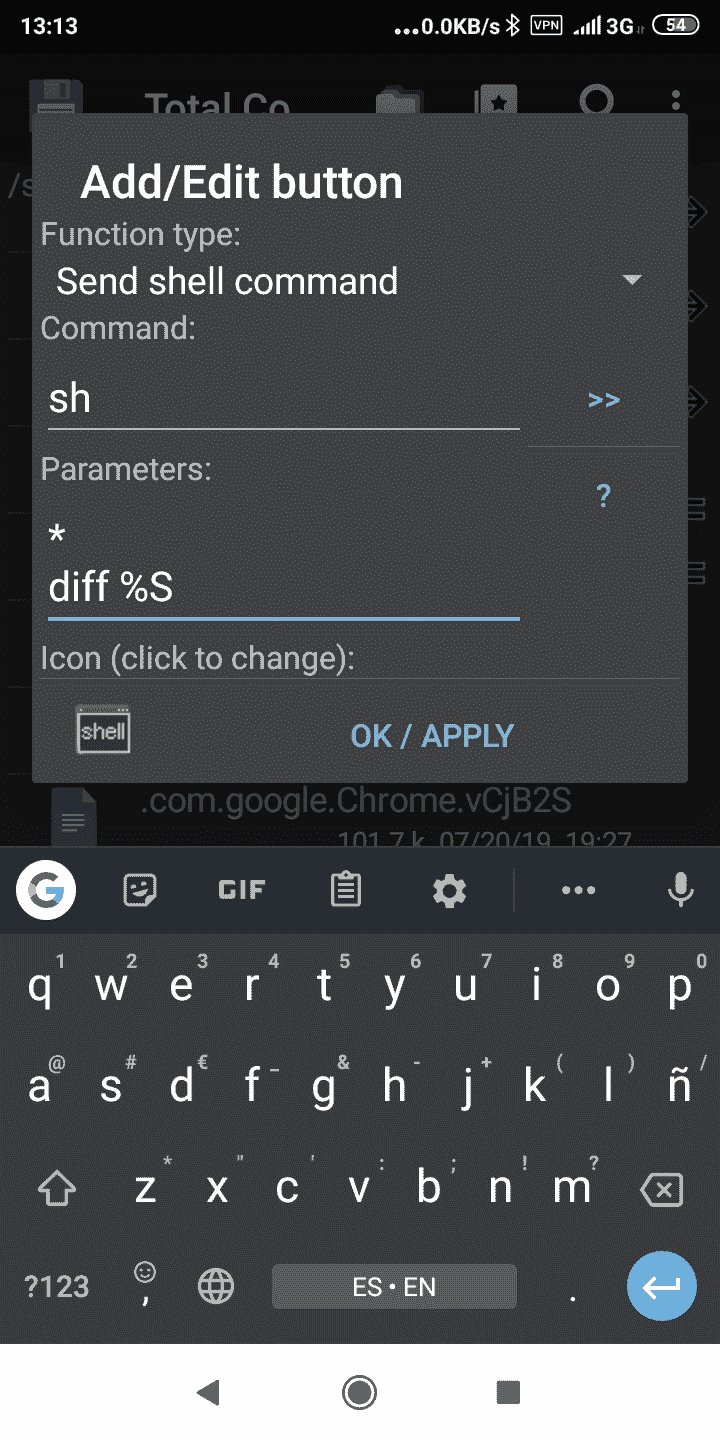 13:13 ...0.0KB/s VPN 3G 54
Total Co
/s
Add/Edit button
Function type:
Send shell command
Command:
sh >>
Parameters:
?
*
diff %S
Icon (click to change):
shell OK / APPLY
.com.google.Chrome.vCjB2S
101.7 k 07/20/19 19:27
G GIF
1 2 3 4 5 6 7 8 9 0
q w e r t y u i o p
@ # € _ & - + ( ) /
a s d f g h j k l ñ
* " ' : ; ! ?
z x c v b n m
?123 , ES • EN .